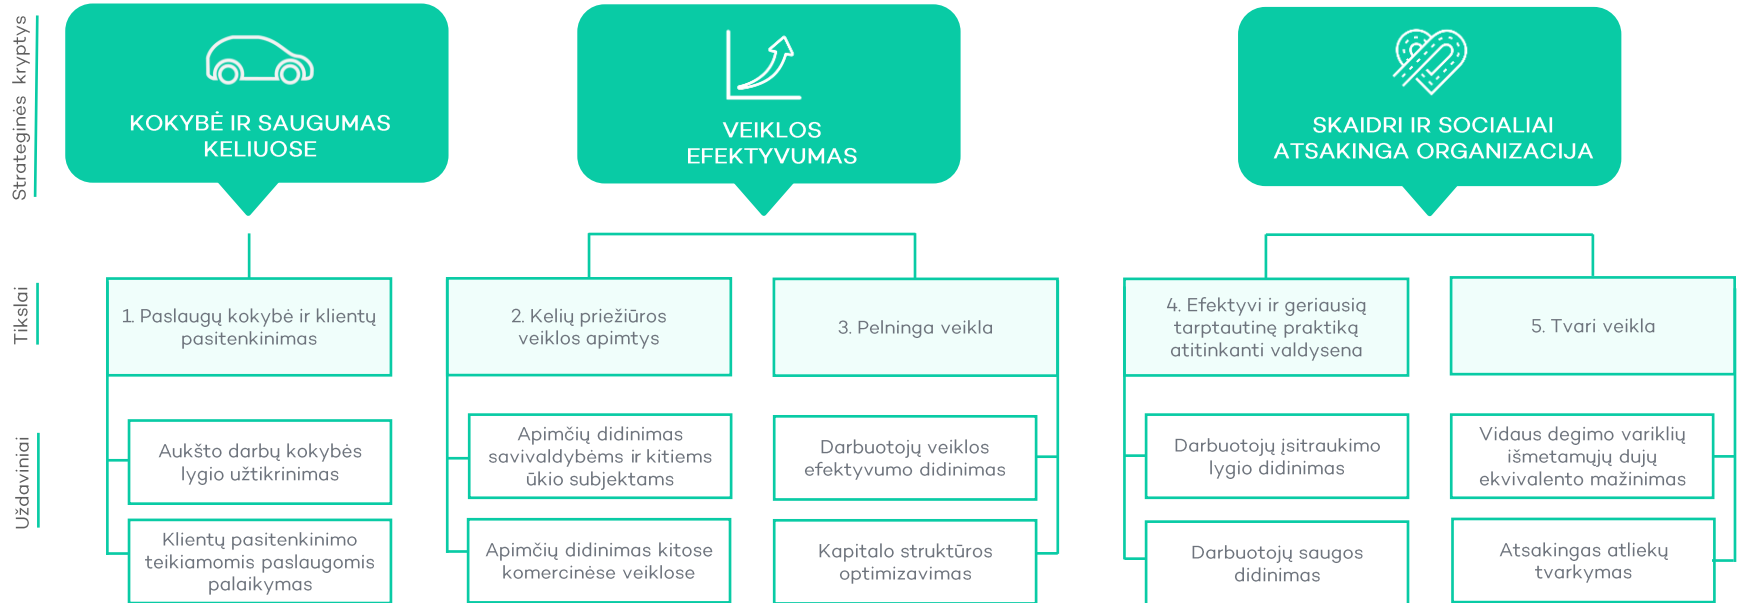 Strateginės kryptys
KOKYBĖ IR SAUGUMAS
KELIUOSE
VEIKLOS
EFEKTYVUMAS
SKAIDRI IR SOCIALIAI
ATSAKINGA ORGANIZACIJA
Tikslai
1. Paslaugų kokybė ir klientų
pasitenkinimas
2. Kelių priežiūros
veiklos apimtys
3. Pelninga veikla
4. Efektyvi ir geriausią
tarptautinę praktiką
atitinkanti valdysena
5. Tvari veikla
Uždaviniai
Aukšto darbų kokybės
lygio užtikrinimas
Apimčių didinimas
savivaldybėms ir kitiems
ūkio subjektams
Darbuotojų veiklos
efektyvumo didinimas
Darbuotojų įsitraukimo
lygio didinimas
Vidaus degimo variklių
išmetamųjų dujų
ekvivalento mažinimas
Klientų pasitenkinimo
teikiamomis paslaugomis
palaikymas
Apimčių didinimas kitose
komercinėse veiklose
Kapitalo struktūros
optimizavimas
Darbuotojų saugos
didinimas
Atsakingas atliekų
tvarkymas